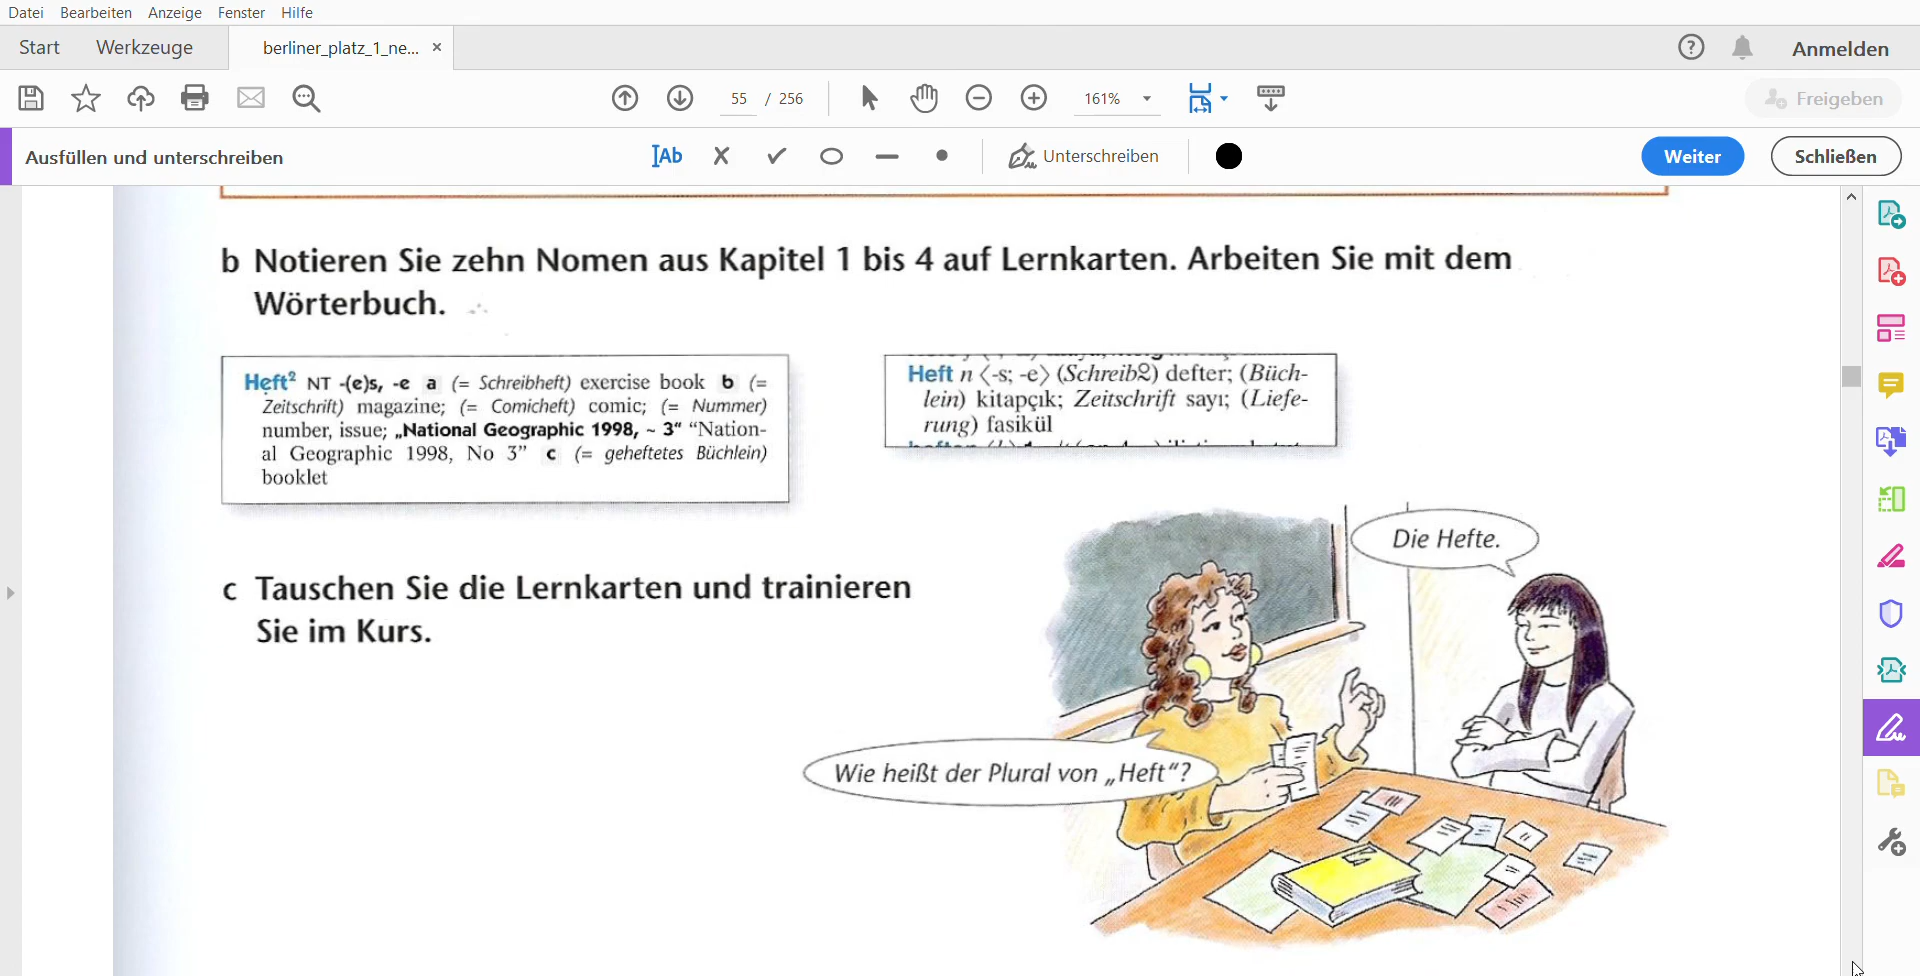 Datei Bearbeiten Anzeige Fenster Hilfe
Start Werkzeuge berliner_platz_1_ne... × Anmelden
55 / 256 161% Freigeben
Ausfüllen und unterschreiben Ab Unterschreiben Weiter Schließen
b Notieren Sie zehn Nomen aus Kapitel 1 bis 4 auf Lernkarten. Arbeiten Sie mit dem
Wörterbuch.
Heft² NT -(e)s, -e a (= Schreibheft) exercise book b (=
Zeitschrift) magazine; (= Comicheft) comic; (= Nummer)
number, issue; „National Geographic 1998, ~ 3“ “Nation-
al Geographic 1998, No 3” c (= geheftetes Büchlein)
booklet
Heft n ⟨-s; -e⟩ (Schreib2) defter; (Büch-
lein) kitapçık; Zeitschrift sayı; (Liefe-
rung) fasikül
c Tauschen Sie die Lernkarten und trainieren
Sie im Kurs.
Die Hefte.
Wie heißt der Plural von „Heft“?